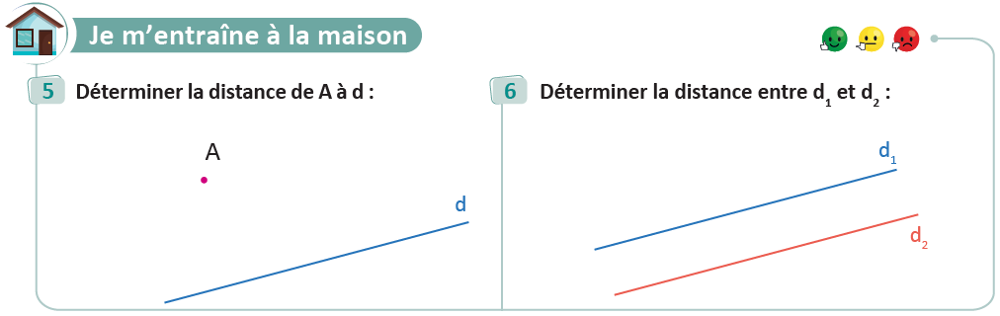 Je m’entraîne à la maison
5 Déterminer la distance de A à d :
A
d
6 Déterminer la distance entre d₁ et d₂ :
d₁
d₂